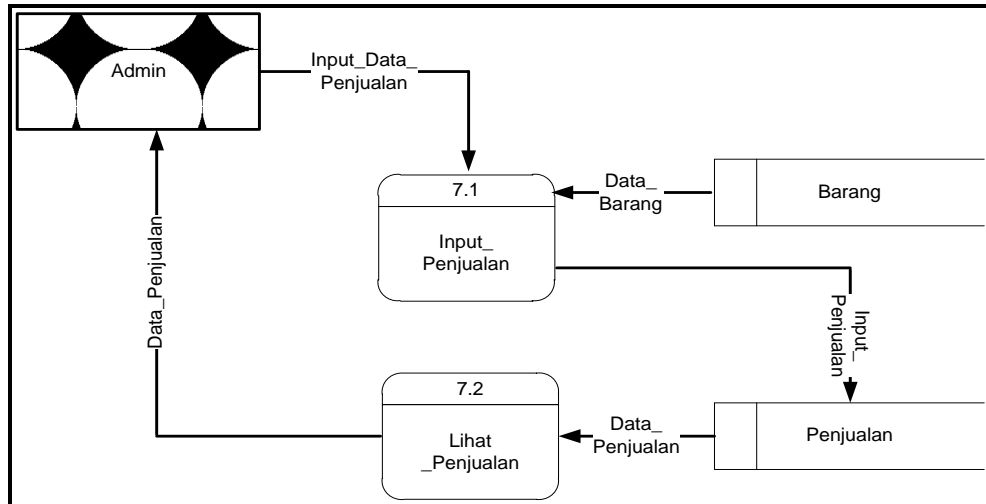 Admin
Input_Data_
Penjualan
7.1
Input_
Penjualan
Data_
Barang
Barang
Data_Penjualan
Input_
Penjualan
7.2
Lihat
_Penjualan
Data_
Penjualan
Penjualan